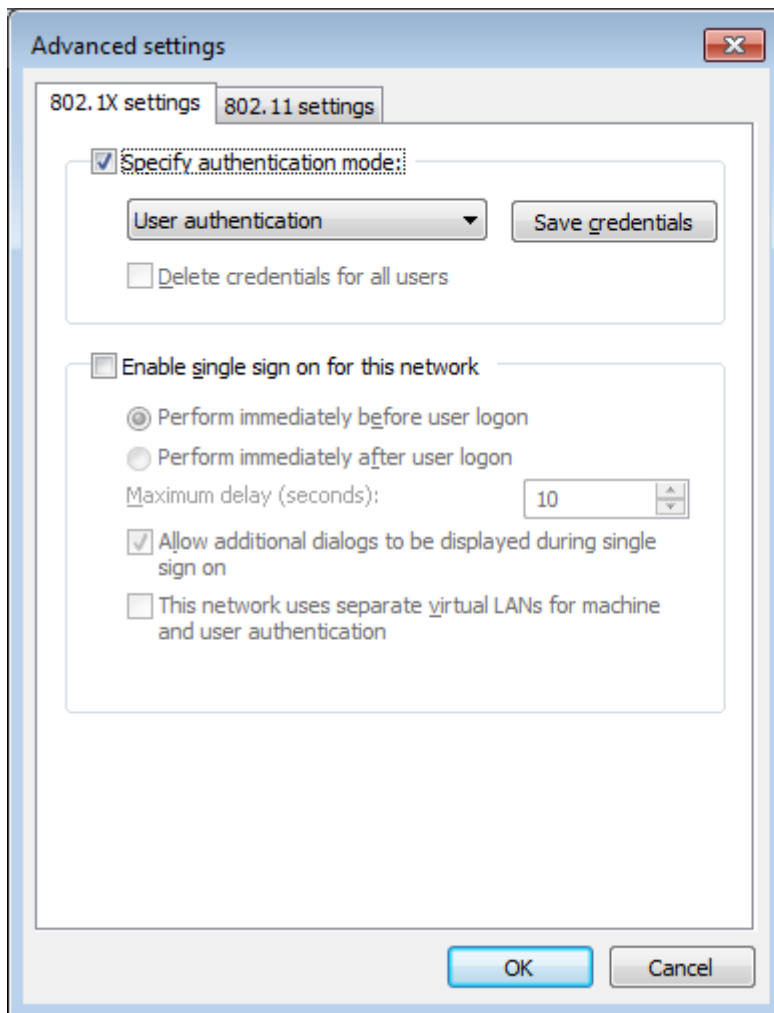 Advanced settings
802.1X settings
802.11 settings
Specify authentication mode:
User authentication
Save credentials
Delete credentials for all users
Enable single sign on for this network
Perform immediately before user logon
Perform immediately after user logon
Maximum delay (seconds):
10
Allow additional dialogs to be displayed during single
sign on
This network uses separate virtual LANs for machine
and user authentication
OK
Cancel